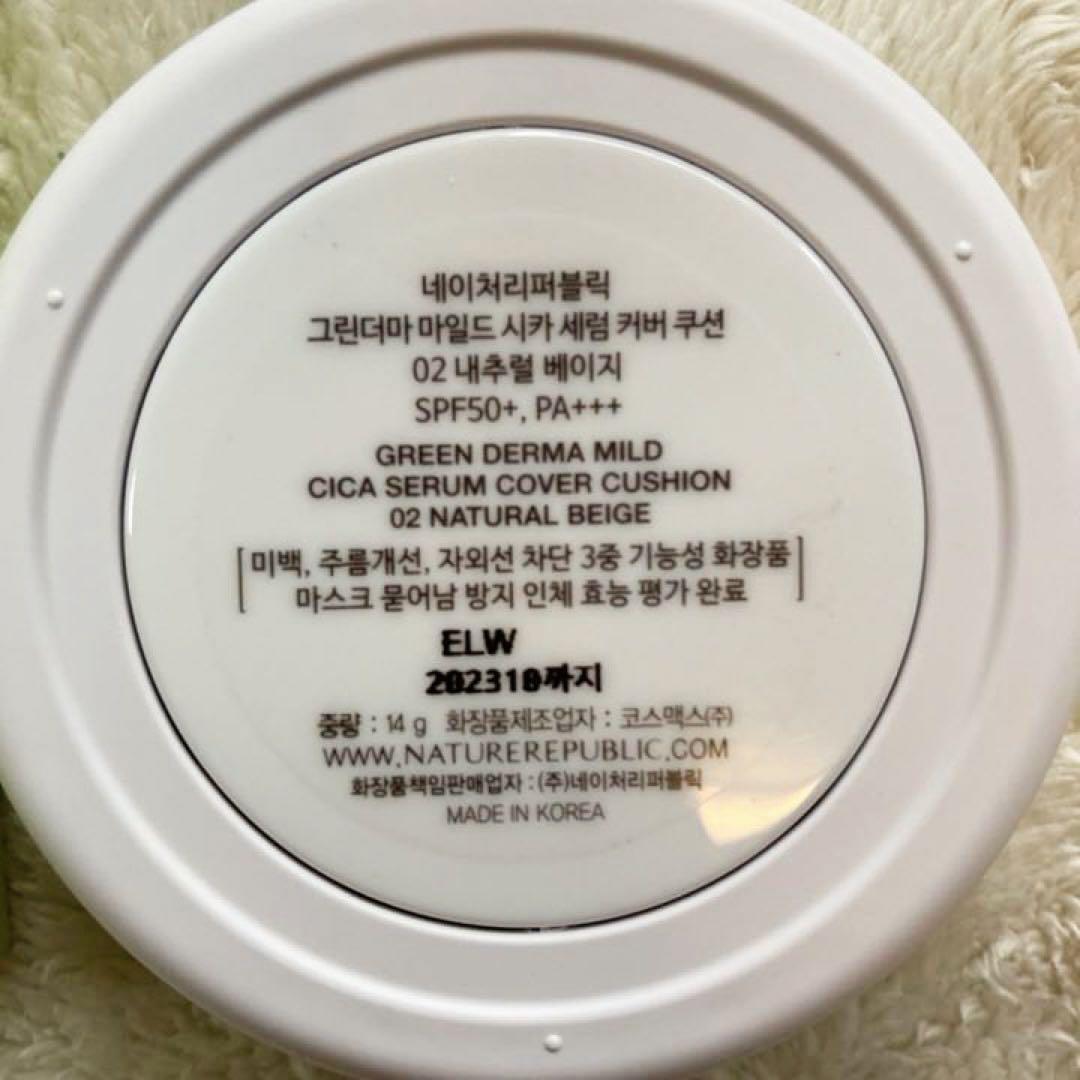 네이처리퍼블릭
그린더마 마일드 시카 세럼 커버 쿠션
02 내추럴 베이지
SPF50+, PA+++
GREEN DERMA MILD
CICA SERUM COVER CUSHION
02 NATURAL BEIGE
[미백, 주름개선, 자외선 차단 3중 기능성 화장품
마스크 묻어남 방지 인체 효능 평가 완료]
ELW
202310까지
중량 : 14 g 화장품제조업자 : 코스맥스(주)
WWW.NATUREREPUBLIC.COM
화장품책임판매업자 : (주)네이처리퍼블릭
MADE IN KOREA